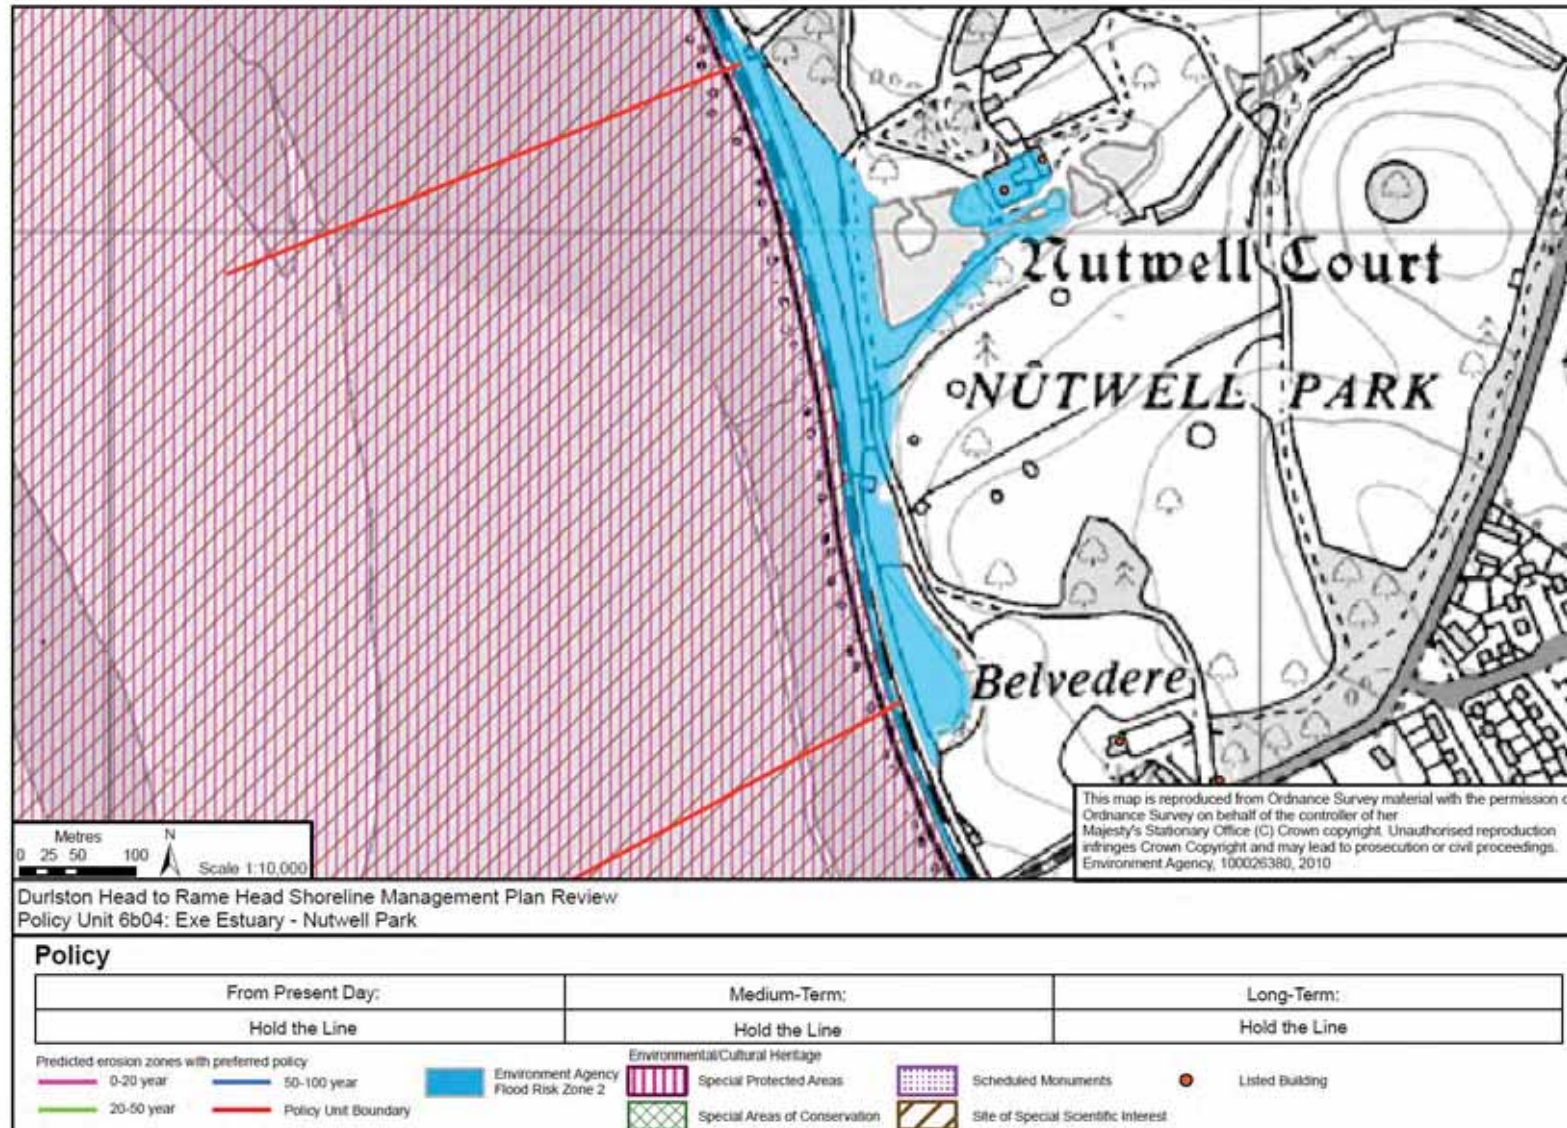 Nutwell Court
NUTWELL PARK
Belvedere
Metres
N
0 25 50 100
Scale 1:10,000
This map is reproduced from Ordnance Survey material with the permission o
Ordnance Survey on behalf of the controller of her
Majesty's Stationary Office (C) Crown copyright. Unauthorised reproduction
infringes Crown Copyright and may lead to prosecution or civil proceedings.
Environment Agency, 100026380, 2010
Durlston Head to Rame Head Shoreline Management Plan Review
Policy Unit 6b04: Exe Estuary - Nutwell Park
Policy
From Present Day: Medium-Term: Long-Term:
Hold the Line Hold the Line Hold the Line
Predicted erosion zones with preferred policy
0-20 year
20-50 year
50-100 year
Policy Unit Boundary
Environment Agency
Flood Risk Zone 2
Environmental/Cultural Heritage
Special Protected Areas
Special Areas of Conservation
Scheduled Monuments
Site of Special Scientific Interest
Listed Building